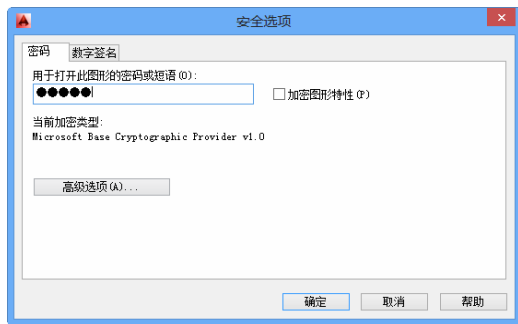 安全选项
密码 数字签名
用于打开此图形的密码或短语(O):
●●●●●
加密图形特性(P)
当前加密类型:
Microsoft Base Cryptographic Provider v1.0
高级选项(A)...
确定 取消 帮助